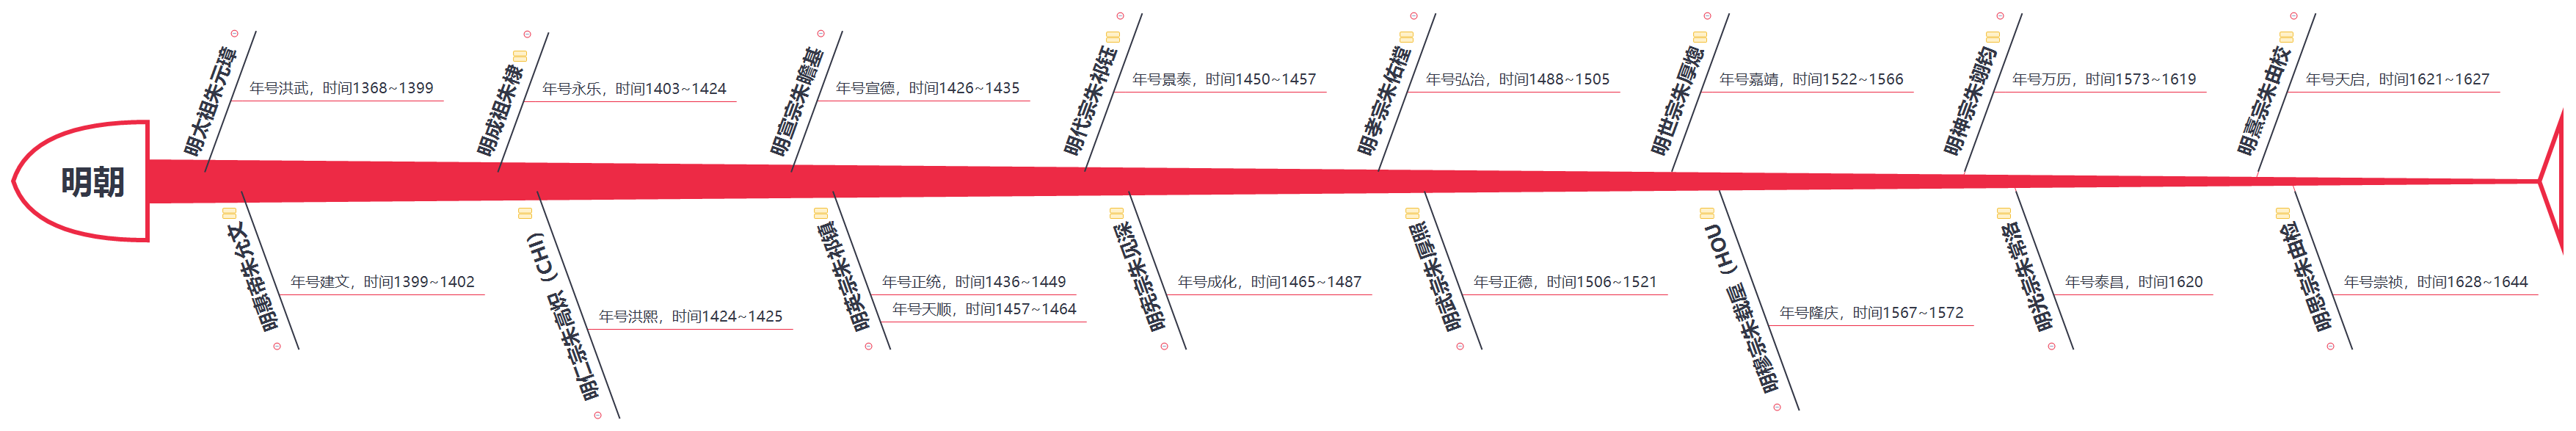 明朝
明太祖朱元璋
年号洪武，时间1368~1399
明惠帝朱允炆
年号建文，时间1399~1402
明成祖朱棣
年号永乐，时间1403~1424
明仁宗朱高炽（CHI）
年号洪熙，时间1424~1425
明宣宗朱瞻基
年号宣德，时间1426~1435
明英宗朱祁镇
年号正统，时间1436~1449
年号天顺，时间1457~1464
明代宗朱祁钰
年号景泰，时间1450~1457
明宪宗朱见深
年号成化，时间1465~1487
明孝宗朱佑樘
年号弘治，时间1488~1505
明武宗朱厚照
年号正德，时间1506~1521
明世宗朱厚熜
年号嘉靖，时间1522~1566
明穆宗朱载垕（HOU
年号隆庆，时间1567~1572
明神宗朱翊钧
年号万历，时间1573~1619
明光宗朱常洛
年号泰昌，时间1620
明熹宗朱由校
年号天启，时间1621~1627
明思宗朱由检
年号崇祯，时间1628~1644